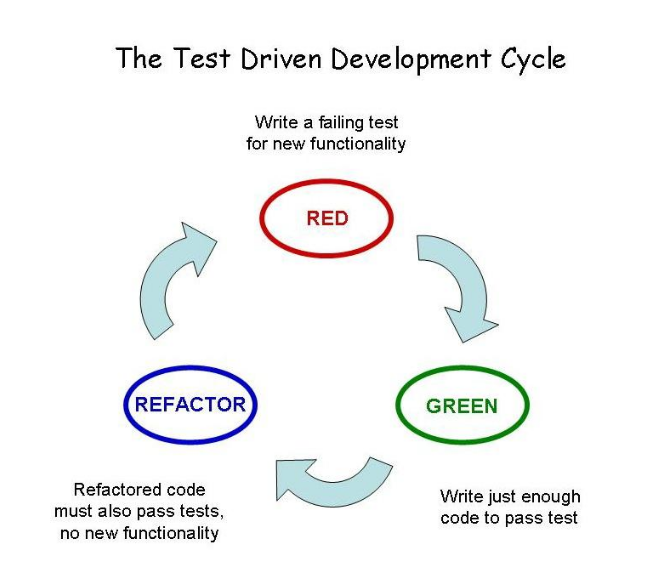 The Test Driven Development Cycle
Write a failing test
for new functionality
RED
REFACTOR
GREEN
Refactored code
must also pass tests,
no new functionality
Write just enough
code to pass test